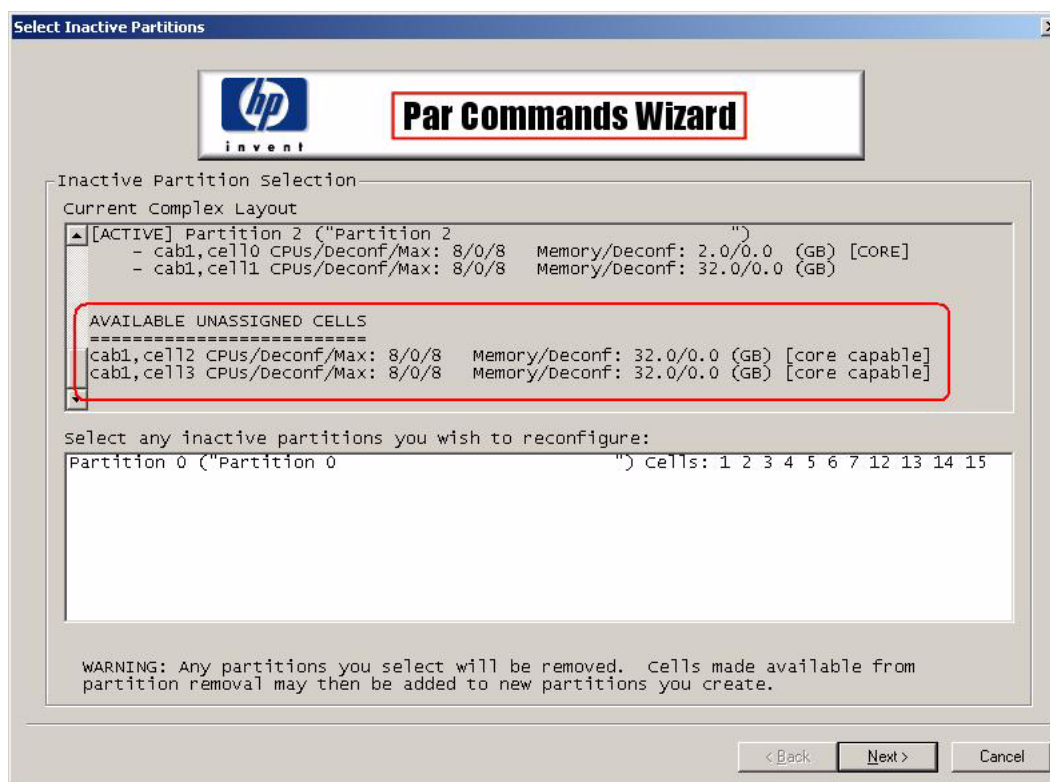 Select Inactive Partitions
hp
invent
Par Commands Wizard
Inactive Partition Selection
Current Complex Layout
[ACTIVE] Partition 2 ("Partition 2                    ")
- cab1,cell0 CPUs/Deconf/Max: 8/0/8   Memory/Deconf: 2.0/0.0  (GB) [CORE]
- cab1,cell1 CPUs/Deconf/Max: 8/0/8   Memory/Deconf: 32.0/0.0 (GB)
AVAILABLE UNASSIGNED CELLS
==========================
cab1,cell2 CPUs/Deconf/Max: 8/0/8   Memory/Deconf: 32.0/0.0 (GB) [core capable]
cab1,cell3 CPUs/Deconf/Max: 8/0/8   Memory/Deconf: 32.0/0.0 (GB) [core capable]
Select any inactive partitions you wish to reconfigure:
Partition 0 ("Partition 0                    ") Cells: 1 2 3 4 5 6 7 12 13 14 15
WARNING: Any partitions you select will be removed.  Cells made available from
partition removal may then be added to new partitions you create.
< Back
Next >
Cancel